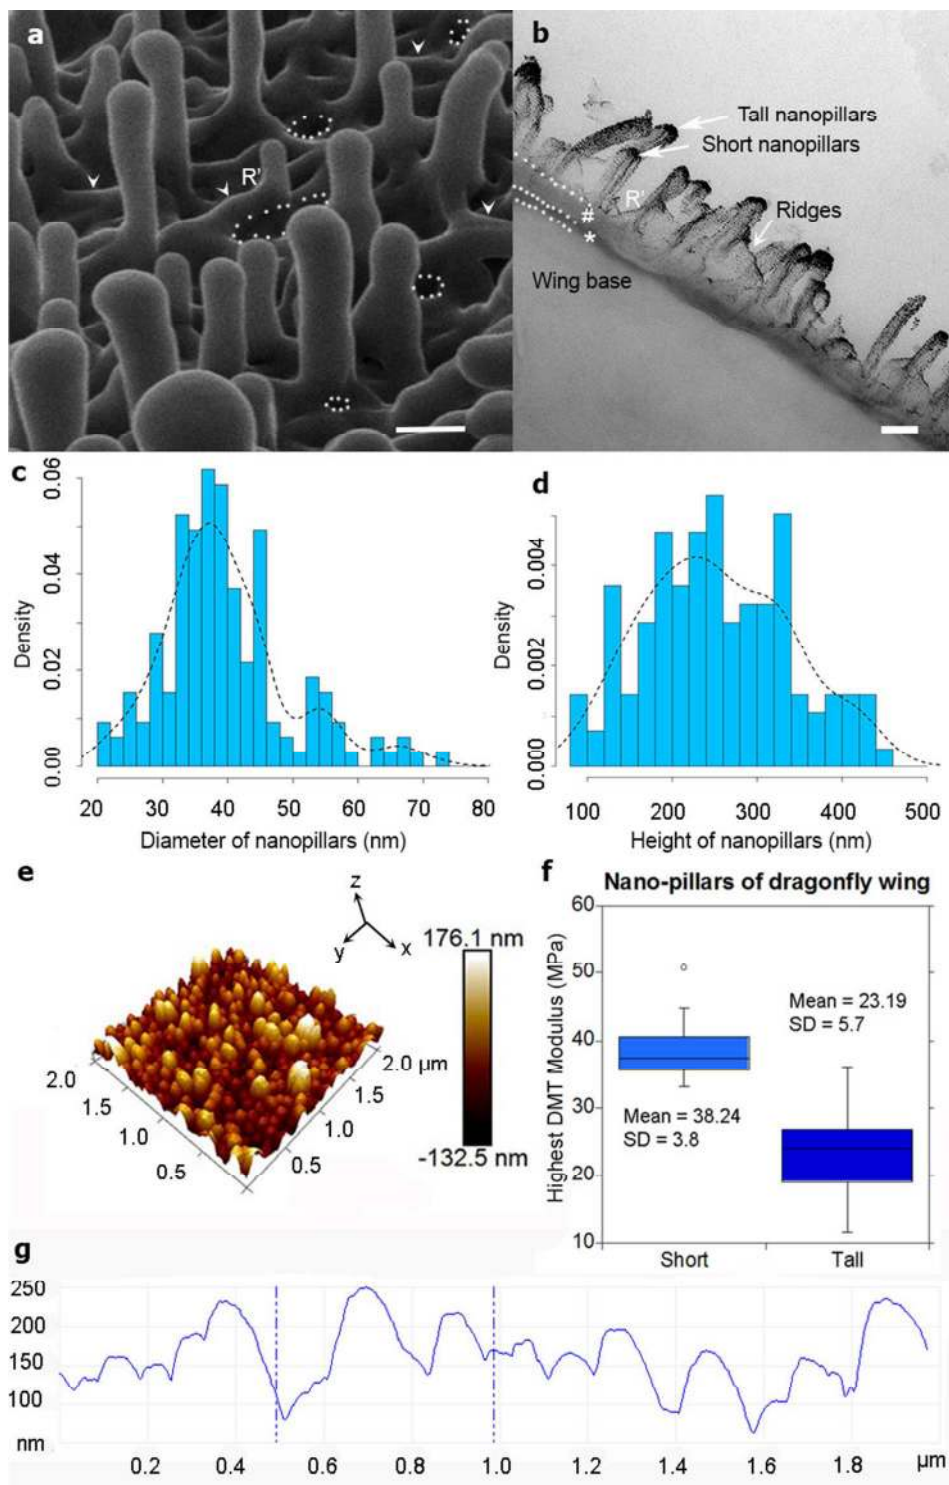 a
R'
b
Tall nanopillars
Short nanopillars
R'
Ridges
#
*
Wing base
c
Density
0.00 0.02 0.04 0.06
20 30 40 50 60 70 80
Diameter of nanopillars (nm)
d
Density
0.000 0.002 0.004
100 200 300 400 500
Height of nanopillars (nm)
e
z
y
x
176.1 nm
-132.5 nm
2.0 1.5 1.0 0.5
0.5 1.0 1.5 2.0 µm
f
Nano-pillars of dragonfly wing
Highest DMT Modulus (MPa)
60
50
40
30
20
10
Mean = 23.19
SD = 5.7
Mean = 38.24
SD = 3.8
Short Tall
g
250
200
150
100
nm
0.2 0.4 0.6 0.8 1.0 1.2 1.4 1.6 1.8 µm